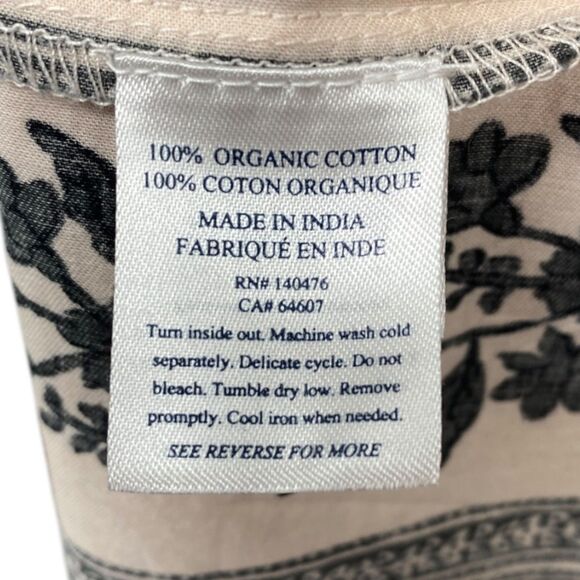 100% ORGANIC COTTON
100% COTON ORGANIQUE
MADE IN INDIA
FABRIQUÉ EN INDE
RN# 140476
CA# 64607
Turn inside out. Machine wash cold
separately. Delicate cycle. Do not
bleach. Tumble dry low. Remove
promptly. Cool iron when needed.
SEE REVERSE FOR MORE